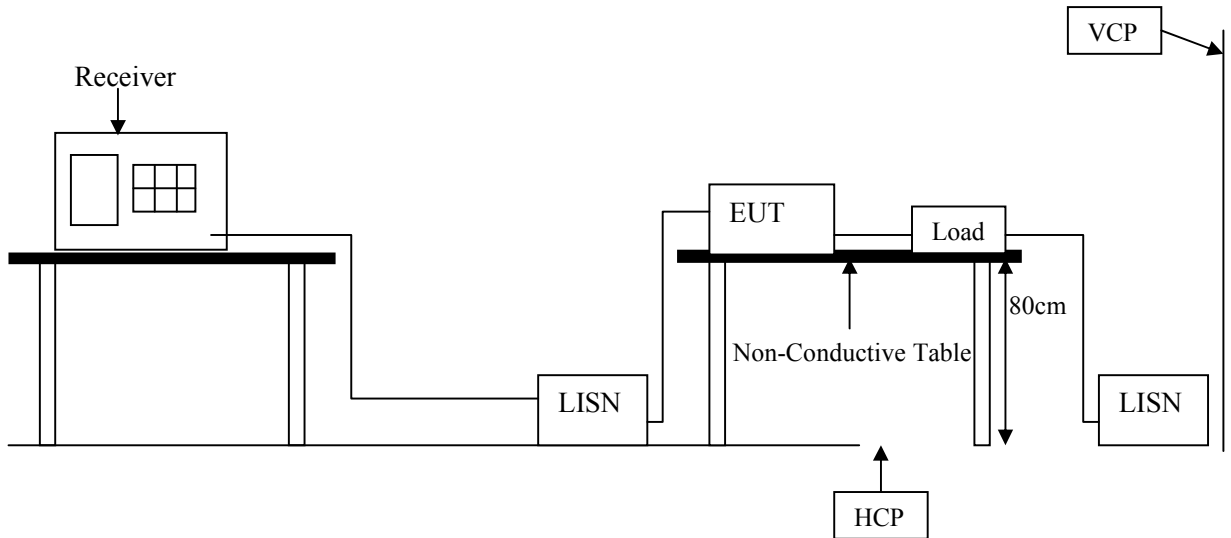 VCP
Receiver
EUT
Load
80cm
Non-Conductive Table
LISN
LISN
HCP